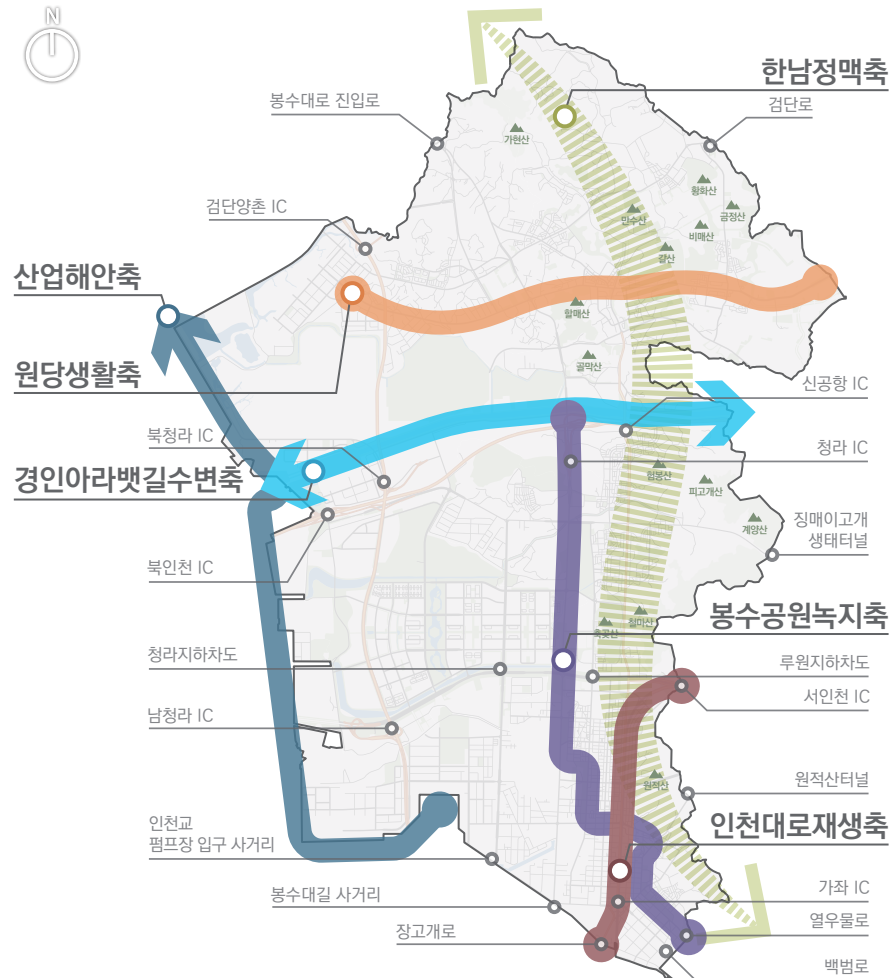 N
한남정맥축
봉수대로 진입로
검단로
가현산
황화산
금정산
검단양촌 IC
만수산
비매산
갈산
산업해안축
할매산
골막산
원당생활축
신공항 IC
북청라 IC
청라 IC
경인아라뱃길수변축
피고개산
계양산
징매이고개
생태터널
북인천 IC
봉수공원녹지축
철마산
청라지하차도
루원지하차도
서인천 IC
남청라 IC
원적산
원적산터널
인천교
펌프장 입구 사거리
인천대로재생축
봉수대길 사거리
가좌 IC
열우물로
장고개로
백범로